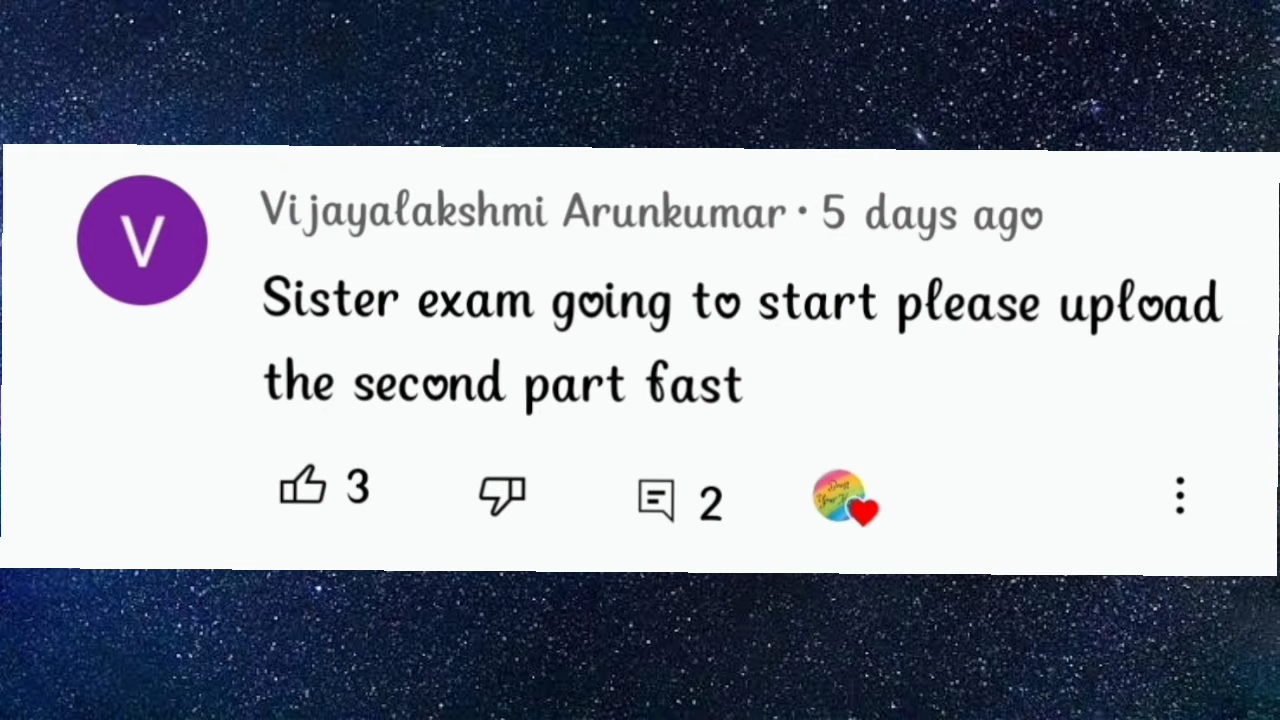 V
Vijayalakshmi Arunkumar · 5 days ago
Sister exam going to start please upload
the second part fast
3
2